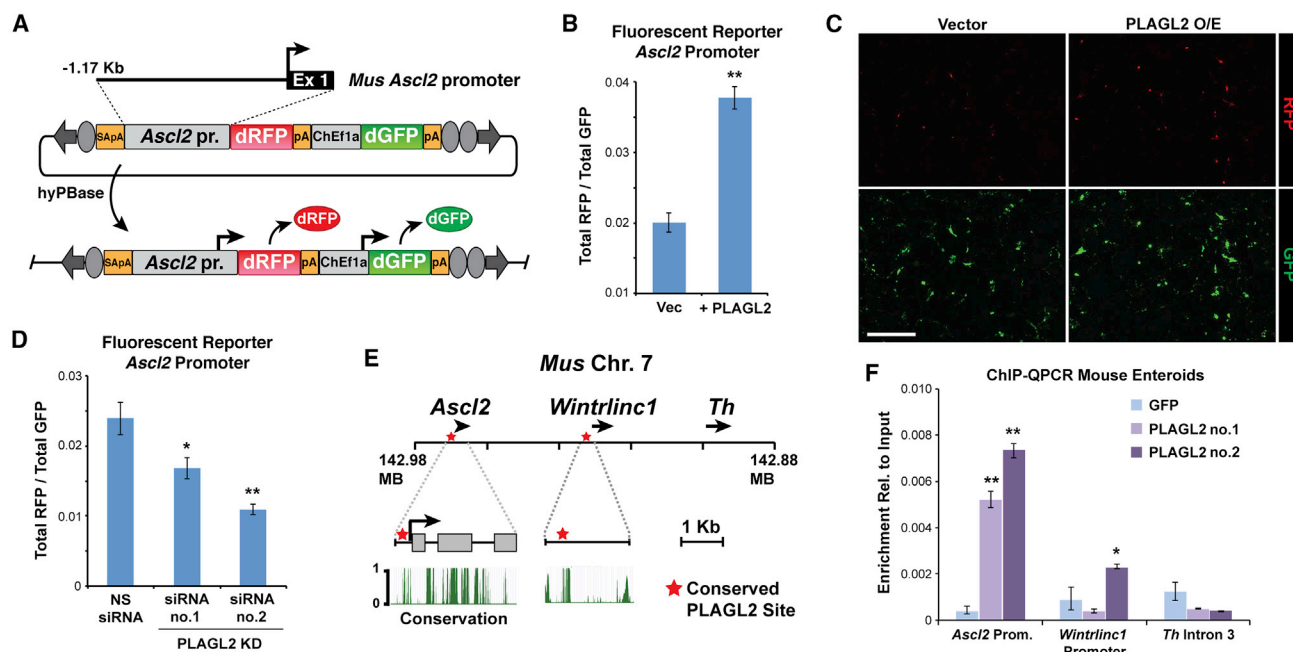 A
-1.17 Kb
Ex 1
Mus Ascl2 promoter
SApA
Ascl2 pr.
dRFP
pA
ChEf1a
dGFP
pA
hyPBase
dRFP
dGFP
SApA
Ascl2 pr.
dRFP
pA
ChEf1a
dGFP
pA
B
Fluorescent Reporter
Ascl2 Promoter
Total RFP / Total GFP
0.04
0.03
0.02
0.01
**
Vec
+ PLAGL2
C
Vector
PLAGL2 O/E
RFP
GFP
D
Fluorescent Reporter
Ascl2 Promoter
Total RFP / Total GFP
0.03
0.02
0.01
0
*
**
NS
siRNA
siRNA
no.1
siRNA
no.2
PLAGL2 KD
E
Mus Chr. 7
Ascl2
Wintrlinc1
Th
142.98
MB
142.88
MB
1 Kb
1
0
Conservation
Conserved
PLAGL2 Site
F
ChIP-QPCR Mouse Enteroids
Enrichment Rel. to Input
0.010
0.008
0.006
0.004
0.002
0
GFP
PLAGL2 no.1
PLAGL2 no.2
**
**
*
Ascl2 Prom.
Wintrlinc1
Promoter
Th Intron 3